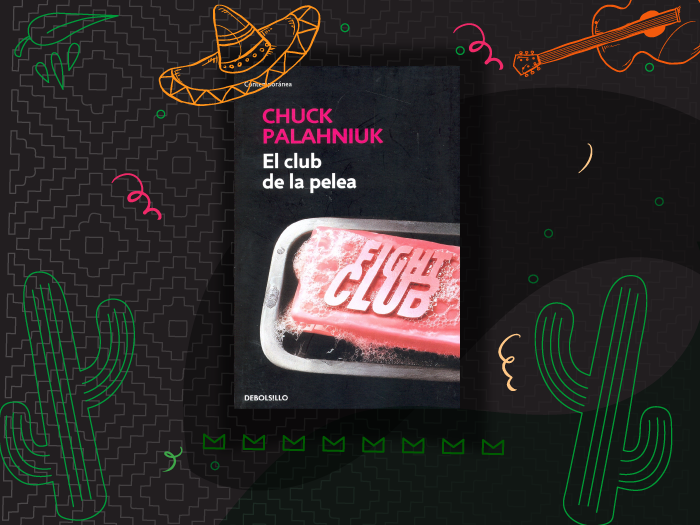 Contemporánea
CHUCK
PALAHNIUK
El club
de la pelea
FIGHT
CLUB
DEBOLSILLO